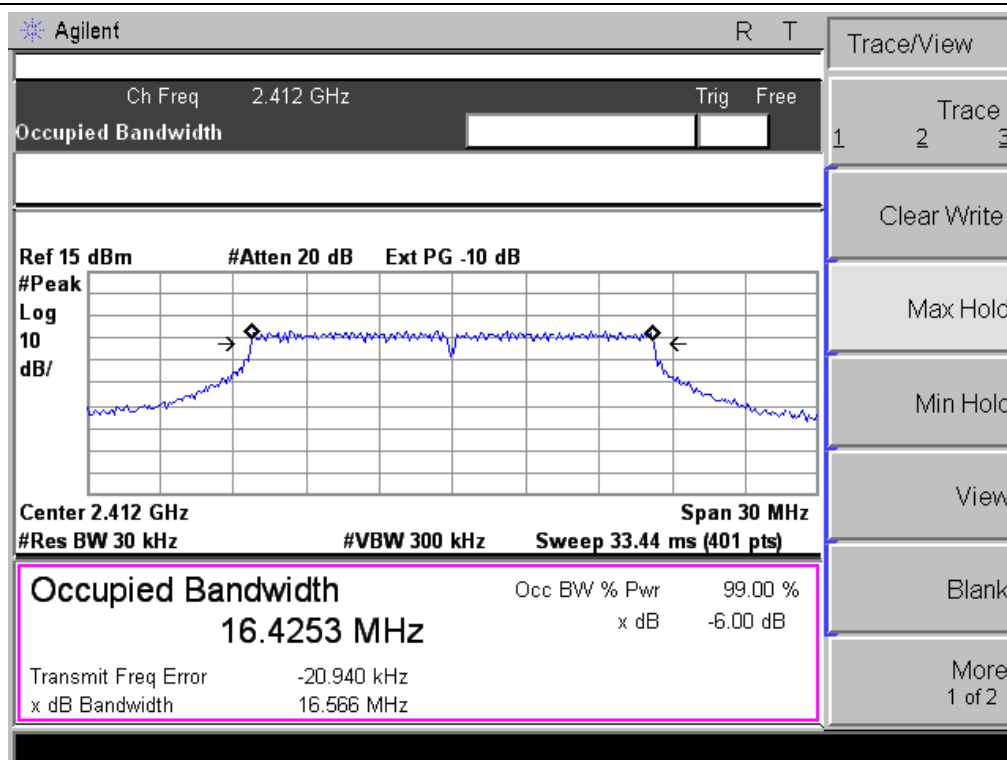 Agilent R T
Ch Freq 2.412 GHz Trig Free
Occupied Bandwidth
Ref 15 dBm #Atten 20 dB Ext PG -10 dB
#Peak
Log
10
dB/
Center 2.412 GHz Span 30 MHz
#Res BW 30 kHz #VBW 300 kHz Sweep 33.44 ms (401 pts)
Occupied Bandwidth Occ BW % Pwr 99.00 %
16.4253 MHz x dB -6.00 dB
Transmit Freq Error -20.940 kHz
x dB Bandwidth 16.566 MHz
Trace/View
Trace
1 2 3
Clear Write
Max Hold
Min Hold
View
Blank
More
1 of 2